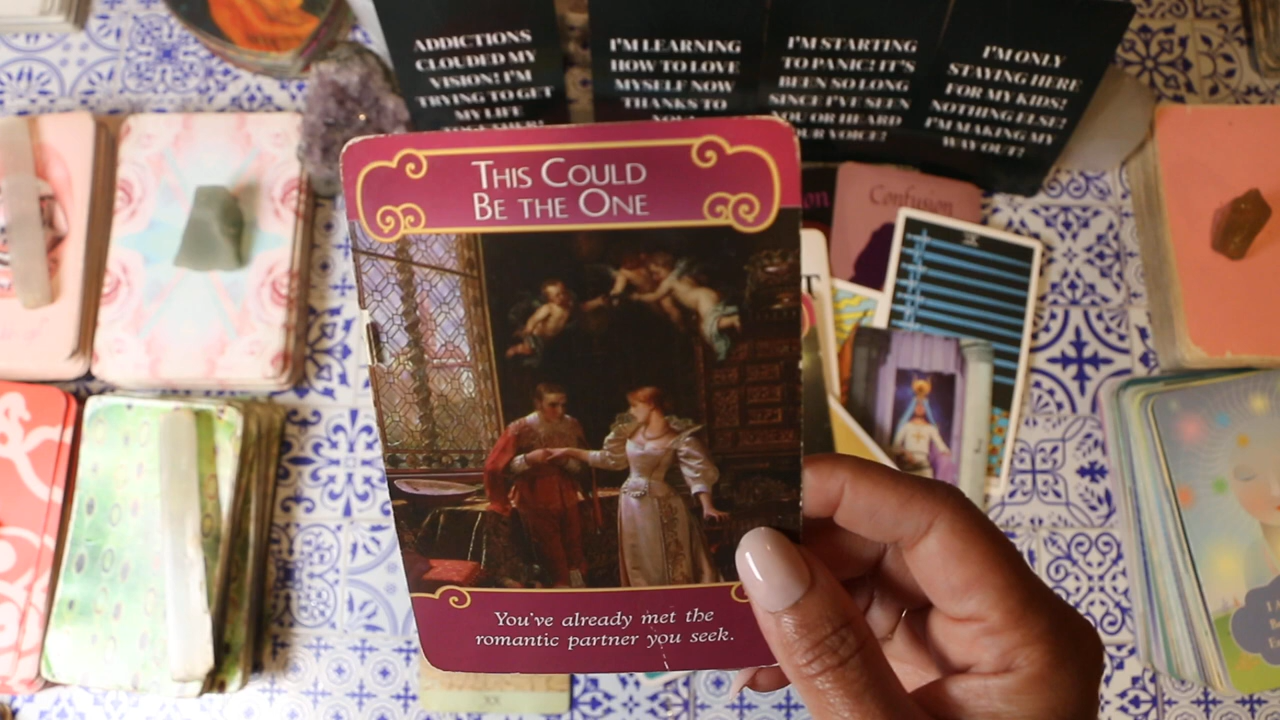 ADDICTIONS
CLOUDED MY
VISION! I'M
TRYING TO GET
MY LIFE
TOGETHER!
I'M LEARNING
HOW TO LOVE
MYSELF NOW
THANKS TO
YOU!
I'M STARTING
TO PANIC! IT'S
BEEN SO LONG
SINCE I'VE SEEN
YOU OR HEARD
YOUR VOICE?
I'M ONLY
STAYING HERE
FOR MY KIDS!
NOTHING ELSE!
I'M MAKING MY
WAY OUT?
THIS COULD
BE THE ONE
You've already met the
romantic partner you seek.
Confusion
XX